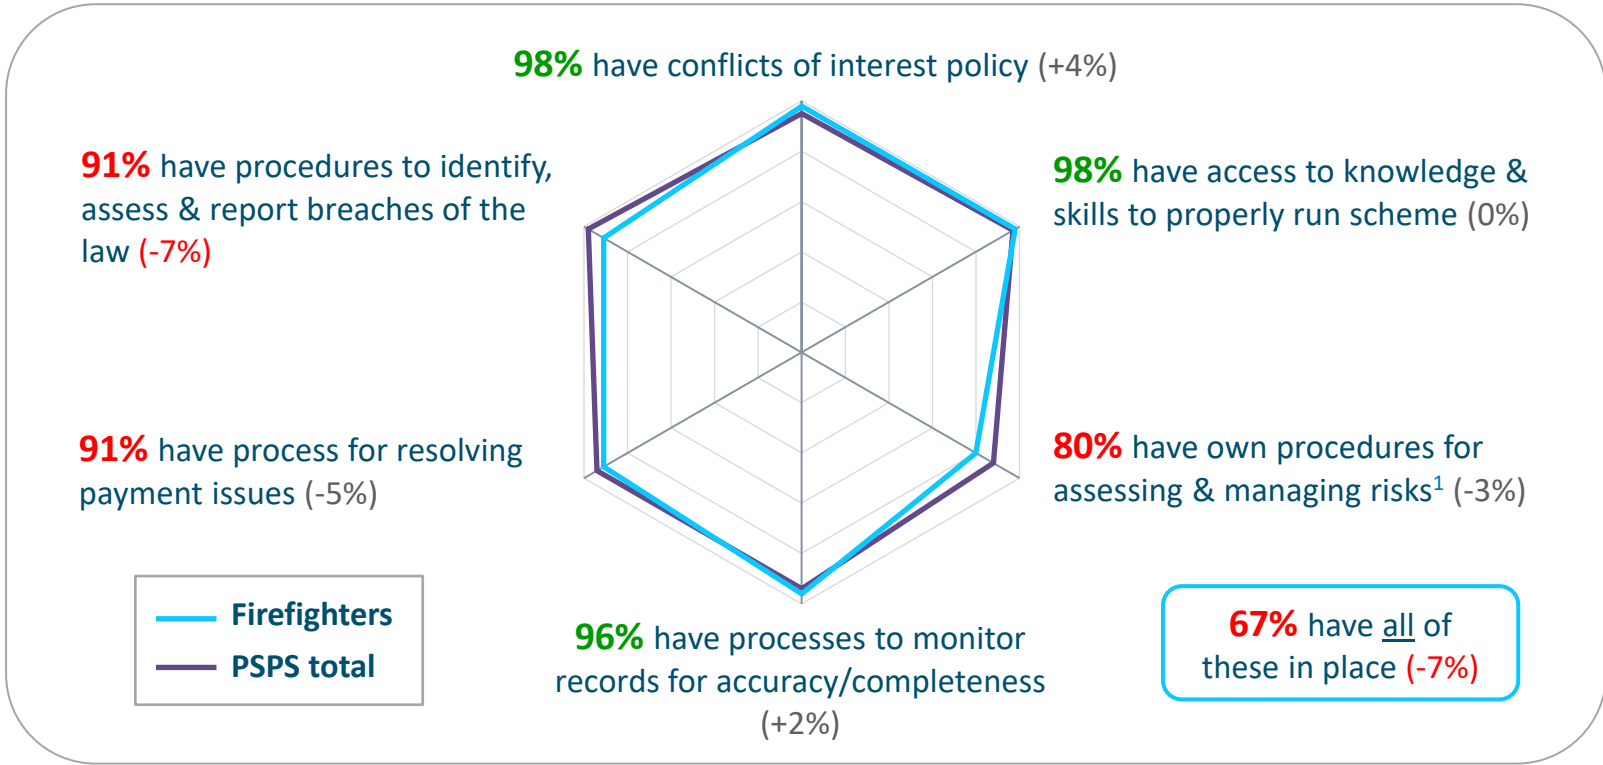 98% have conflicts of interest policy (+4%)
91% have procedures to identify,
assess & report breaches of the
law (-7%)
98% have access to knowledge &
skills to properly run scheme (0%)
91% have process for resolving
payment issues (-5%)
80% have own procedures for
assessing & managing risks¹ (-3%)
Firefighters
PSPS total
96% have processes to monitor
records for accuracy/completeness
(+2%)
67% have all of
these in place (-7%)